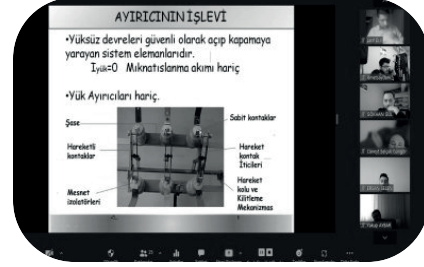 AYIRICININ İŞLEVİ
•Yüksüz devreleri güvenli olarak açıp kapamaya
yarayan sistem elemanlarıdır.
Iyük=0 Mıknatıslanma akımı hariç
•Yük Ayırıcıları hariç.
Şase
Sabit kontaklar
Hareketli
kontaklar
Hareket
kontak
İticileri
Mesnet
izolatörleri
Hareket
kolu ve
Kilitleme
Mekanizması